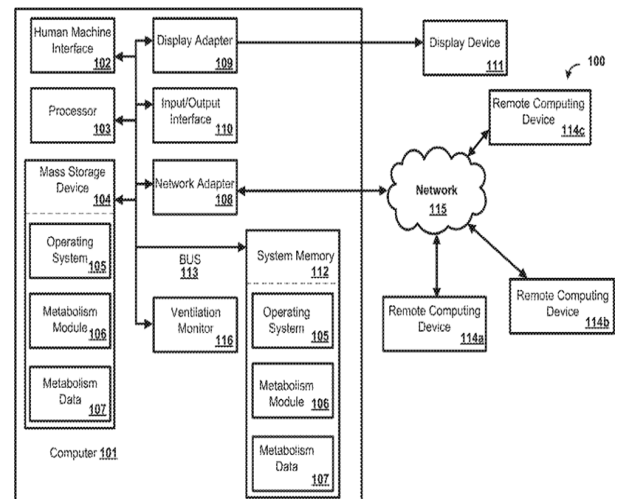 Human Machine
Interface
102
Display Adapter
109
Display Device
111
100
Processor
103
Input/Output
Interface
110
Remote Computing
Device
114c
Mass Storage
Device
104
Network Adapter
108
Network
115
Operating
System
105
BUS
113
System Memory
112
Metabolism
Module
106
Ventilation
Monitor
116
Operating
System
105
Remote Computing
Device
114a
Remote Computing
Device
114b
Metabolism
Data
107
Metabolism
Module
106
Computer 101
Metabolism
Data
107